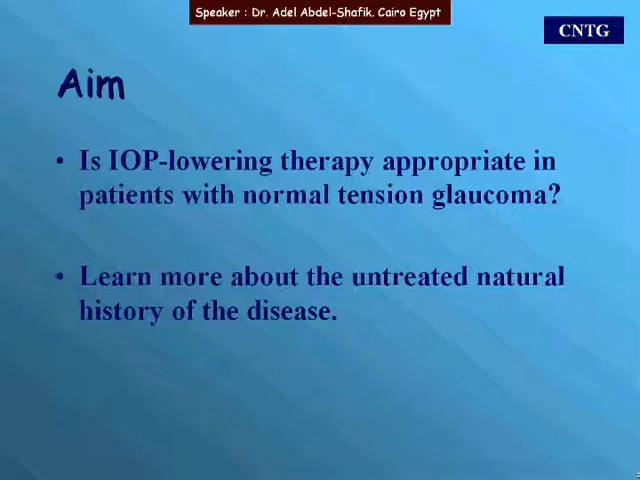 Speaker : Dr. Adel Abdel-Shafik. Cairo Egypt
CNTG
Aim
• Is IOP-lowering therapy appropriate in
patients with normal tension glaucoma?
• Learn more about the untreated natural
history of the disease.